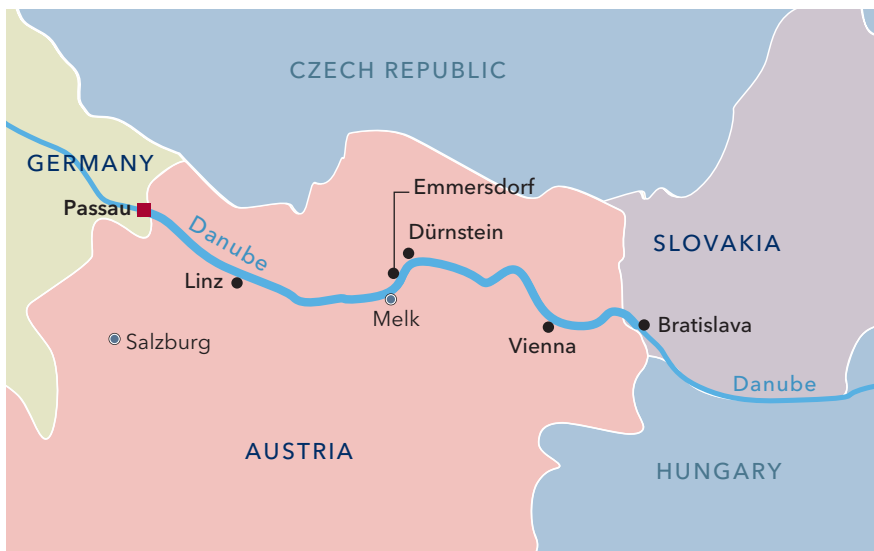 CZECH REPUBLIC
GERMANY
Emmersdorf
Passau
Danube
Dürnstein
SLOVAKIA
Linz
Melk
Bratislava
Salzburg
Vienna
Danube
AUSTRIA
HUNGARY